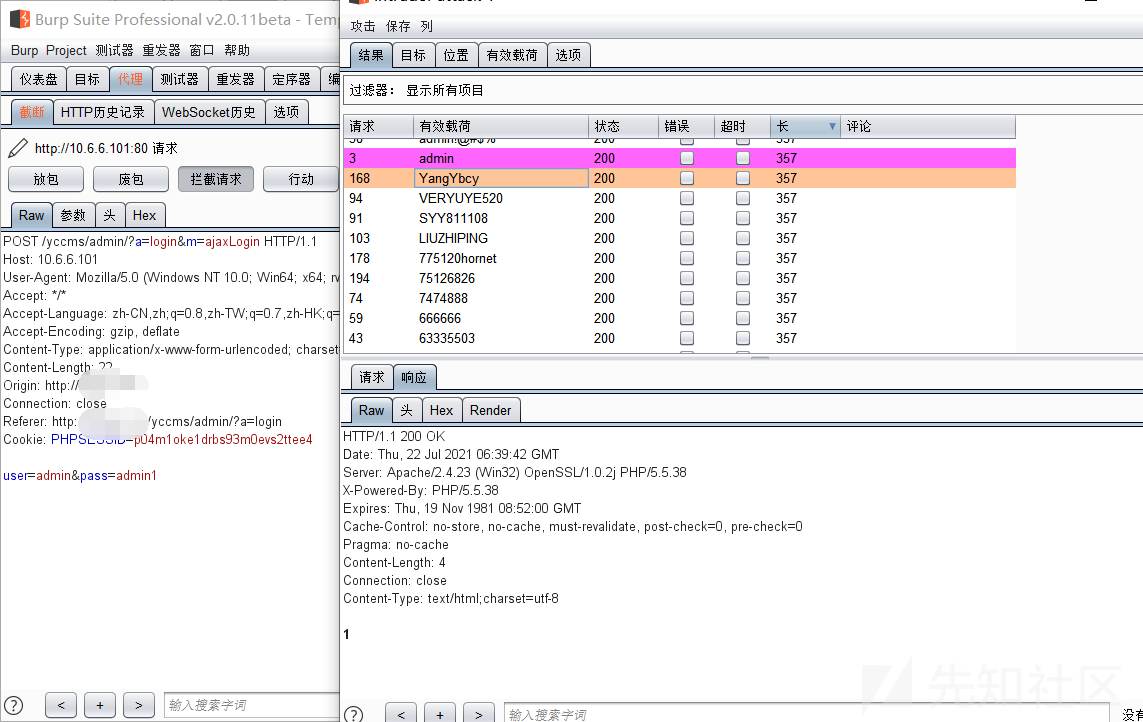 Burp Suite Professional v2.0.11beta - Temp
Burp Project 测试器 重发器 窗口 帮助
仪表盘 目标 代理 测试器 重发器 定序器
截断 HTTP历史记录 WebSocket历史 选项
http://10.6.6.101:80 请求
放包 废包 拦截请求 行动
Raw 参数 头 Hex
POST /yccms/admin/?a=login&m=ajaxLogin HTTP/1.1
Host: 10.6.6.101
User-Agent: Mozilla/5.0 (Windows NT 10.0; Win64; x64; rv
Accept: */*
Accept-Language: zh-CN,zh;q=0.8,zh-TW;q=0.7,zh-HK;q=
Accept-Encoding: gzip, deflate
Content-Type: application/x-www-form-urlencoded; charset
Content-Length: 22
Origin: http://
Connection: close
Referer: http: /yccms/admin/?a=login
Cookie: PHPSESSID=p04m1oke1drbs93m0evs2ttee4
user=admin&pass=admin1
? < + > 输入搜索字词
攻击 保存 列
结果 目标 位置 有效载荷 选项
过滤器： 显示所有项目
请求 有效载荷 状态 错误 超时 长 评论
admin!@#$% 200 357
3 admin 200 357
168 YangYbcy 200 357
94 VERYUYE520 200 357
91 SYY811108 200 357
103 LIUZHIPING 200 357
178 775120hornet 200 357
194 75126826 200 357
74 7474888 200 357
59 666666 200 357
43 63335503 200 357
请求 响应
Raw 头 Hex Render
HTTP/1.1 200 OK
Date: Thu, 22 Jul 2021 06:39:42 GMT
Server: Apache/2.4.23 (Win32) OpenSSL/1.0.2j PHP/5.5.38
X-Powered-By: PHP/5.5.38
Expires: Thu, 19 Nov 1981 08:52:00 GMT
Cache-Control: no-store, no-cache, must-revalidate, post-check=0, pre-check=0
Pragma: no-cache
Content-Length: 4
Connection: close
Content-Type: text/html;charset=utf-8
1
先知社区
? < + > 输入搜索字词
没有